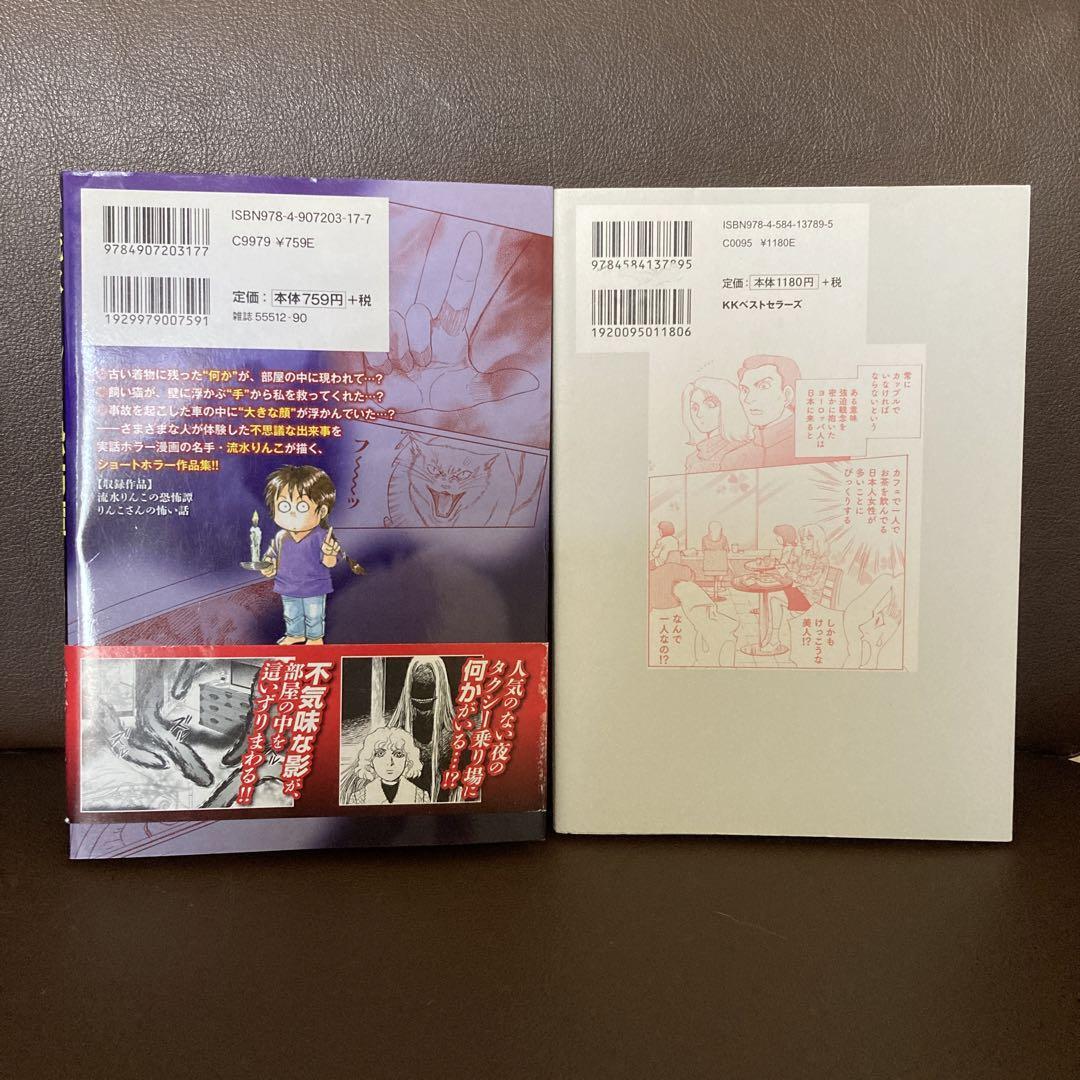 ISBN978-4-907203-17-7
C9979 ¥759E
9784907203177
定価：本体759円+税
雑誌 55512-90
1929979007591
古い着物に残った“何か”が、部屋の中に現われて…?
飼い猫が、壁に浮かぶ“手”から私を救ってくれた…?
事故を起こした車の中に“大きな顔”が浮かんでいた…?
――さまざまな人が体験した不思議な出来事を
実話ホラー漫画の名手・流水りんこが描く、
ショートホラー作品集!!
【収録作品】
流水りんこの恐怖譚
りんこさんの怖い話
フ〜〜〜ッ
人気のない夜の
タクシー乗り場に
何かがいる…!?
不気味な影が、
部屋の中を
這いずりまわる!!
ズル
ズル
ISBN978-4-584-13789-5
C0095 ¥1180E
9784584137895
定価：本体1180円+税
KKベストセラーズ
1920095011806
常に
カップルで
いなければ
ならないという
ある意味
強迫観念を
密かに抱いた
ヨーロッパ人は
日本に来ると
カフェで一人で
お茶を飲んでる
日本人女性が
多いことに
びっくりする
しかも
けっこうな
美人!?
なんで
一人なの!?